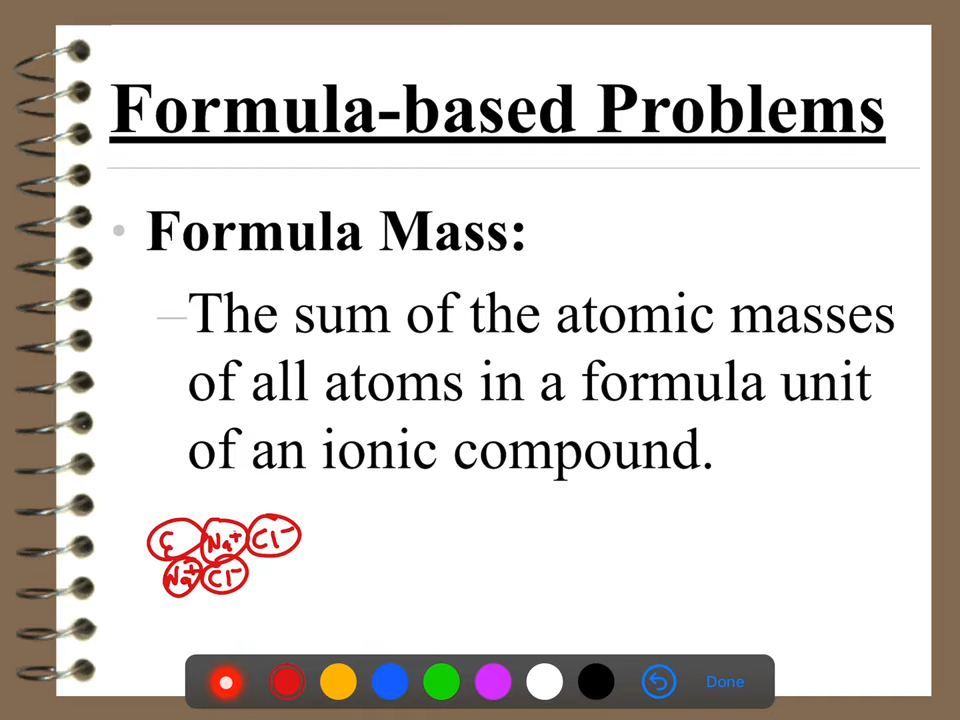 Formula-based Problems
• Formula Mass:
–The sum of the atomic masses
of all atoms in a formula unit
of an ionic compound.
Na⁺ Cl⁻
Na⁺ Cl⁻
Done